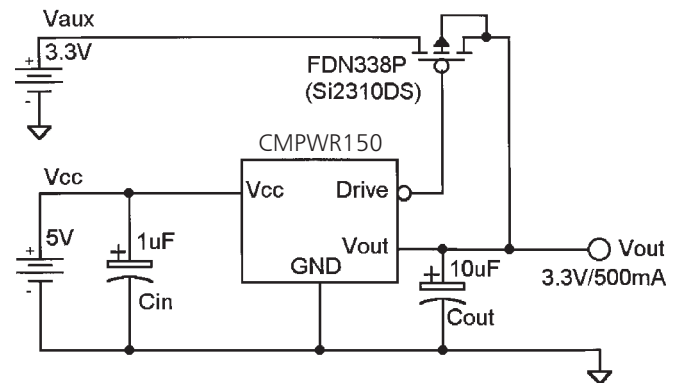 Vaux
+
3.3V
-
FDN338P
(Si2310DS)
CMPWR150
Vcc
Vcc
Drive
+
5V
-
+
1uF
Cin
Vout
GND
+
10uF
Cout
Vout
3.3V/500mA